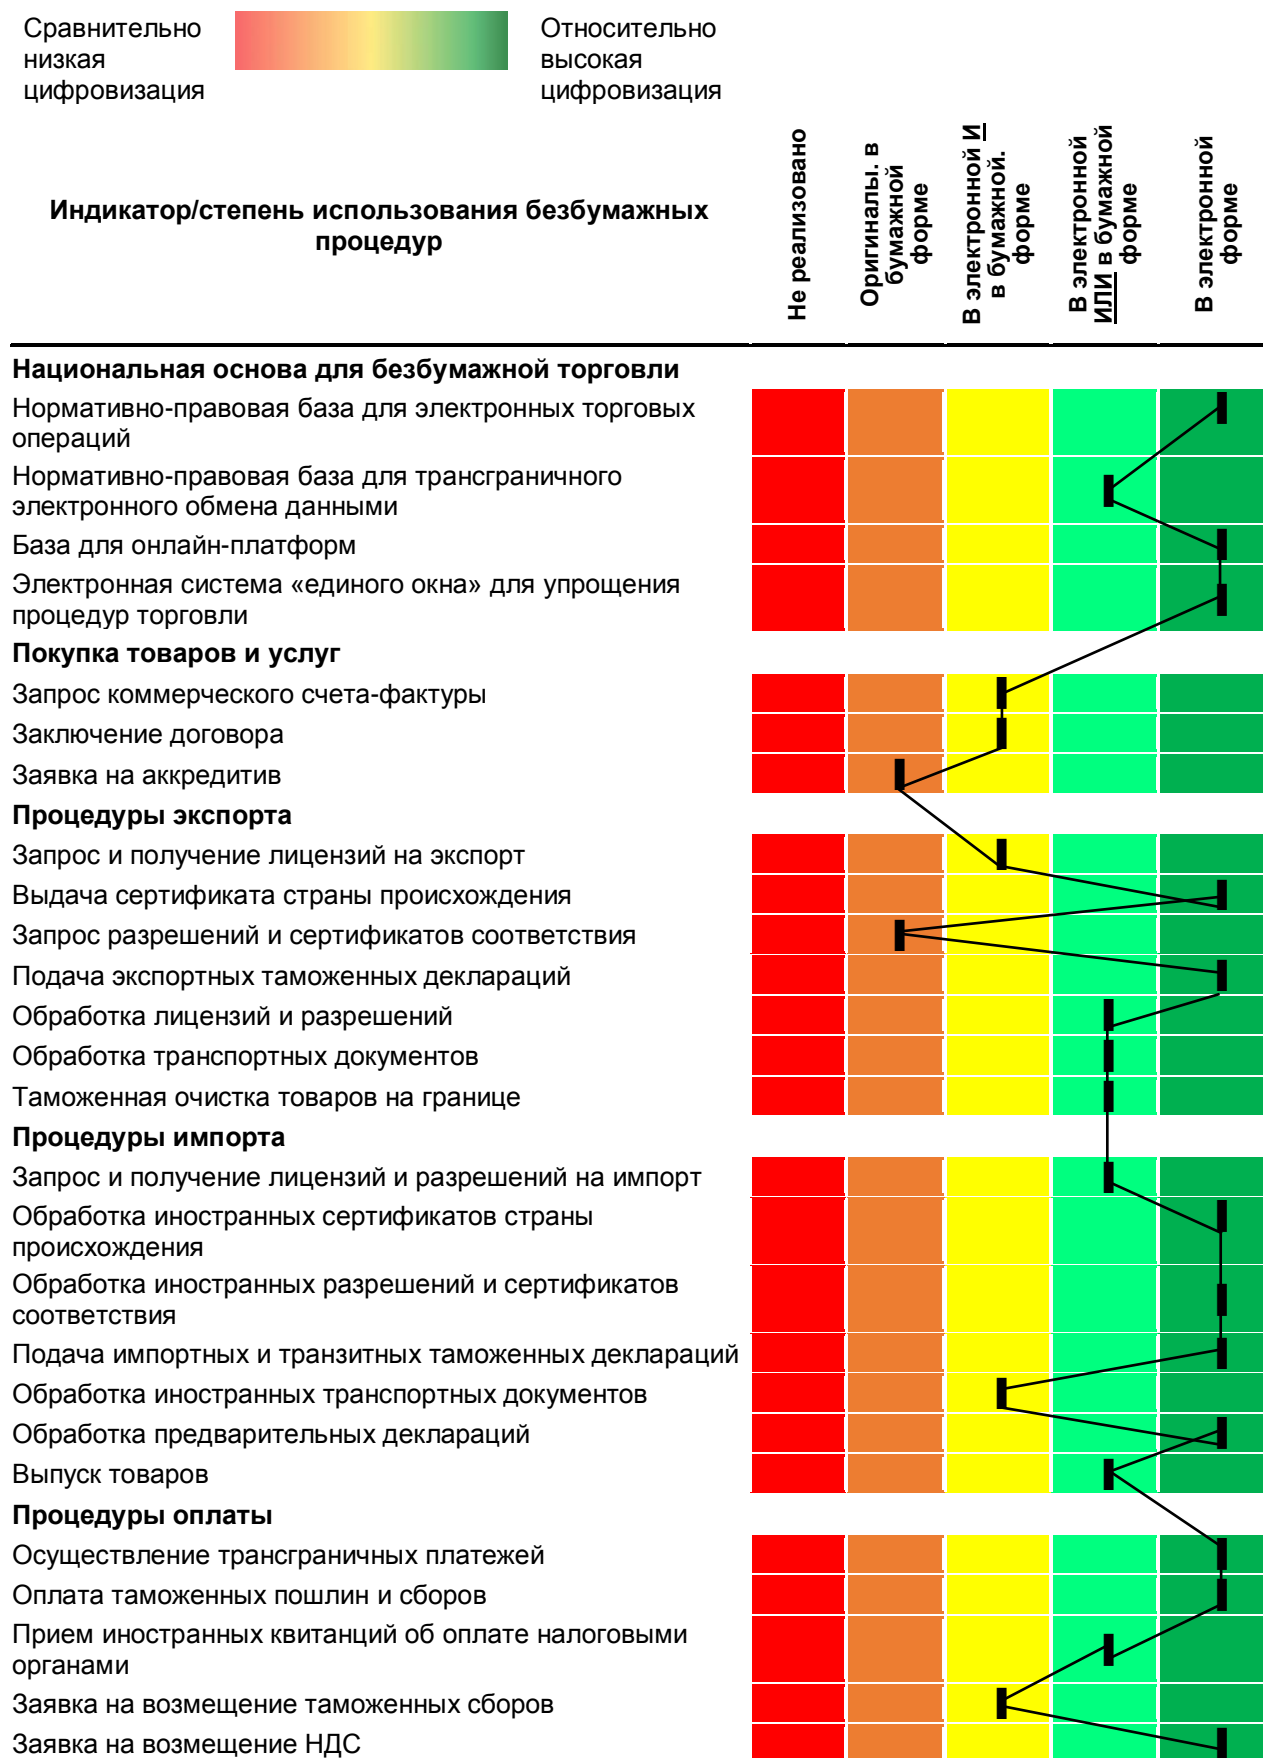 Сравнительно
низкая
цифровизация
Относительно
высокая
цифровизация
Индикатор/степень использования безбумажных
процедур
Не реализовано
Оригиналы. в
бумажной
форме
В электронной И
в бумажной.
форме
В электронной
ИЛИ в бумажной
форме
В электронной
форме
Национальная основа для безбумажной торговли
Нормативно-правовая база для электронных торговых
операций
Нормативно-правовая база для трансграничного
электронного обмена данными
База для онлайн-платформ
Электронная система «единого окна» для упрощения
процедур торговли
Покупка товаров и услуг
Запрос коммерческого счета-фактуры
Заключение договора
Заявка на аккредитив
Процедуры экспорта
Запрос и получение лицензий на экспорт
Выдача сертификата страны происхождения
Запрос разрешений и сертификатов соответствия
Подача экспортных таможенных деклараций
Обработка лицензий и разрешений
Обработка транспортных документов
Таможенная очистка товаров на границе
Процедуры импорта
Запрос и получение лицензий и разрешений на импорт
Обработка иностранных сертификатов страны
происхождения
Обработка иностранных разрешений и сертификатов
соответствия
Подача импортных и транзитных таможенных деклараций
Обработка иностранных транспортных документов
Обработка предварительных деклараций
Выпуск товаров
Процедуры оплаты
Осуществление трансграничных платежей
Оплата таможенных пошлин и сборов
Прием иностранных квитанций об оплате налоговыми
органами
Заявка на возмещение таможенных сборов
Заявка на возмещение НДС